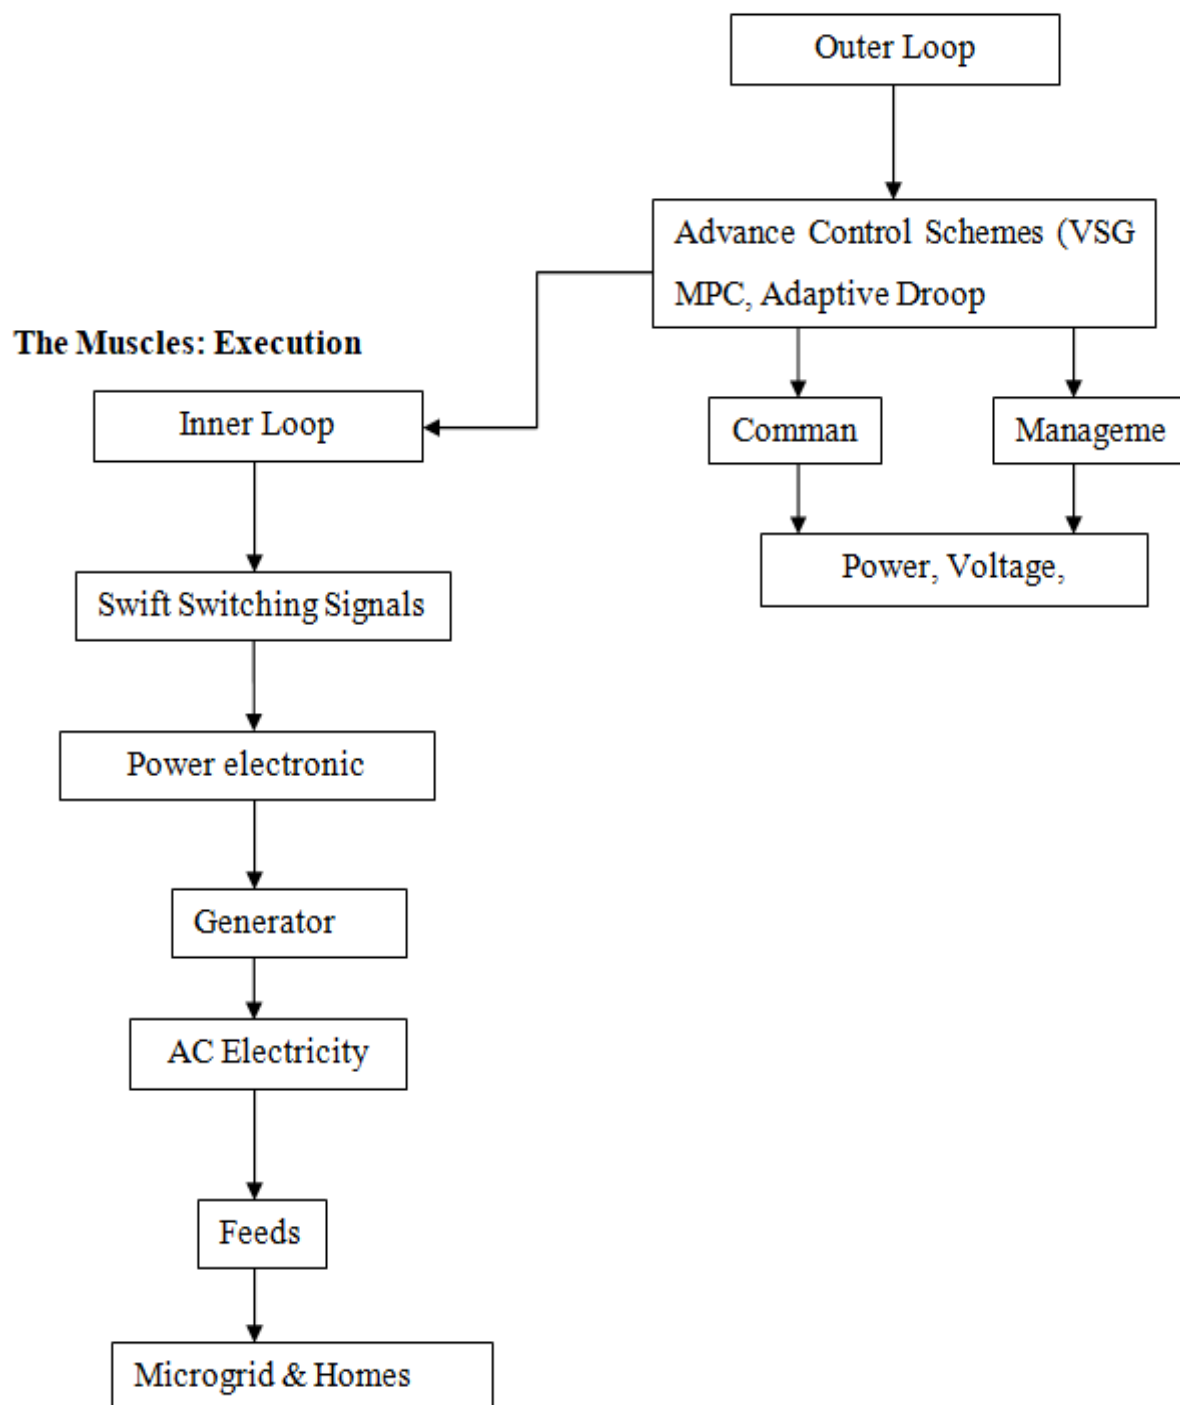 Outer Loop
Advance Control Schemes (VSG
MPC, Adaptive Droop
The Muscles: Execution
Inner Loop
Comman
Manageme
Power, Voltage,
Swift Switching Signals
Power electronic
Generator
AC Electricity
Feeds
Microgrid & Homes